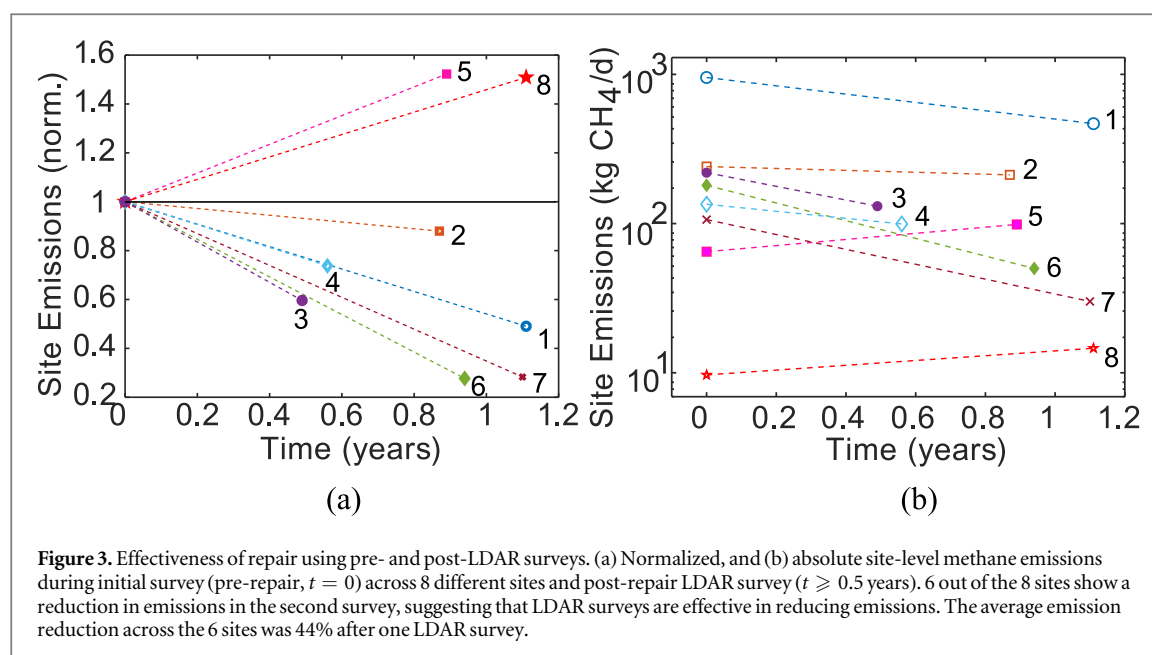 Site Emissions (norm.)
1.6
1.4
1.2
1
0.8
0.6
0.4
0.2
5
8
2
4
3
1
6
7
0 0.2 0.4 0.6 0.8 1 1.2
Time (years)
(a)
Site Emissions (kg CH4/d)
10^3
10^2
10^1
1
2
3
4
5
6
7
8
0 0.2 0.4 0.6 0.8 1 1.2
Time (years)
(b)
Figure 3. Effectiveness of repair using pre- and post-LDAR surveys. (a) Normalized, and (b) absolute site-level methane emissions
during initial survey (pre-repair, t = 0) across 8 different sites and post-repair LDAR survey (t ⩾ 0.5 years). 6 out of the 8 sites show a
reduction in emissions in the second survey, suggesting that LDAR surveys are effective in reducing emissions. The average emission
reduction across the 6 sites was 44% after one LDAR survey.